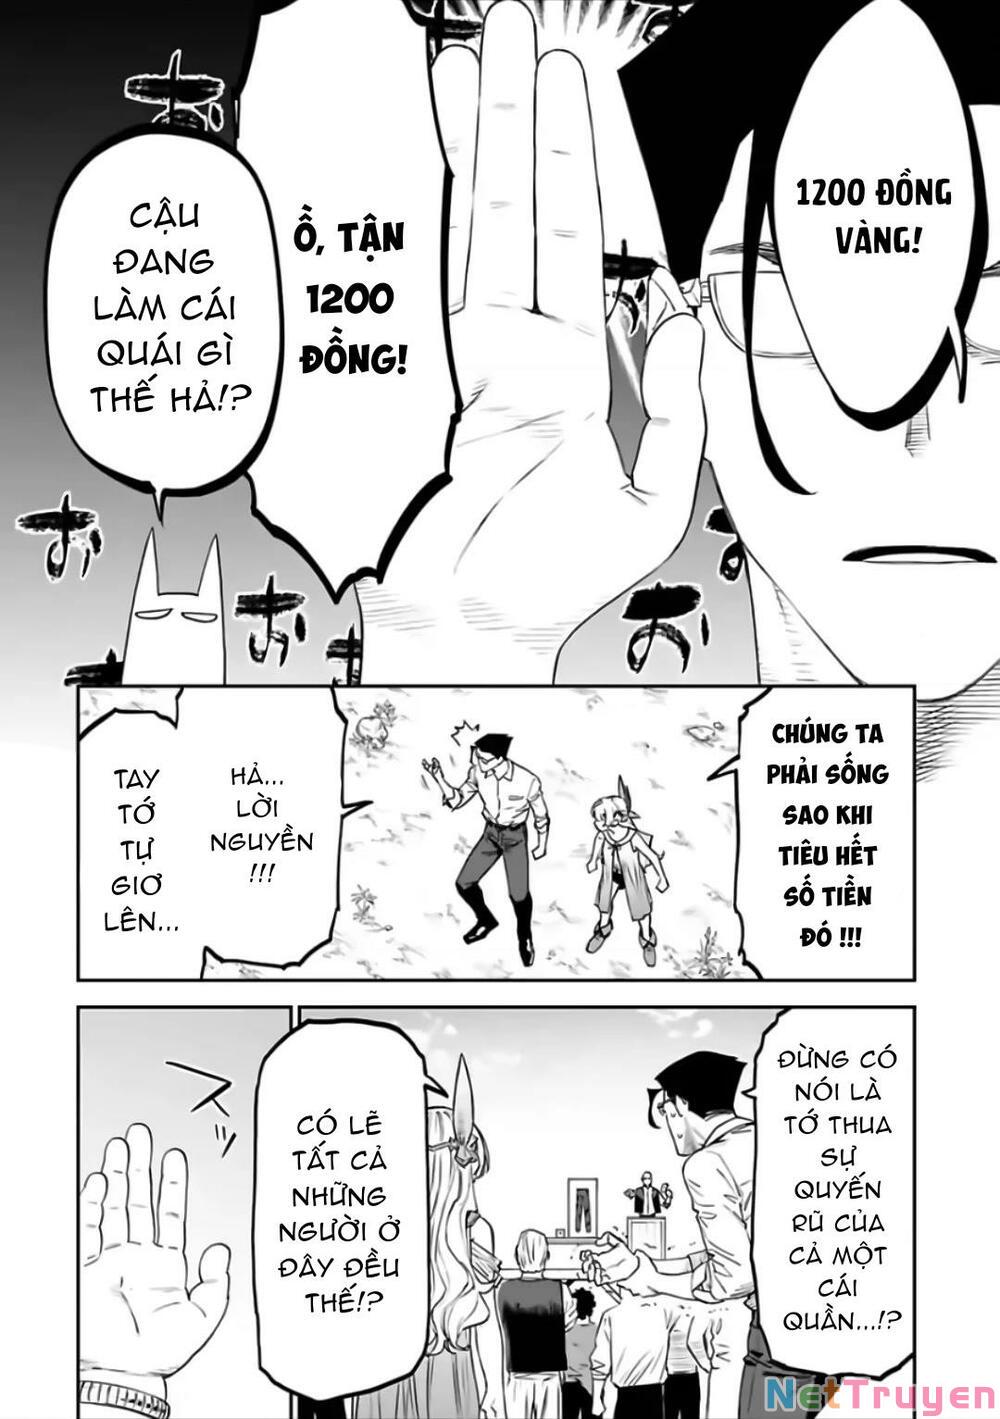 1200 ĐỒNG
VÀNG!
Ồ, TẬN
1200
ĐỒNG!
CẬU
ĐANG
LÀM CÁI
QUÁI GÌ
THẾ HẢ!?
CHÚNG TA
PHẢI SỐNG
SAO KHI
TIÊU HẾT
SỐ TIỀN
ĐÓ !!!
HẢ...
LỜI
NGUYỀN
!!!
TAY
TỚ
TỰ
GIƠ
LÊN...
ĐỪNG CÓ
NÓI LÀ
TỚ THUA
SỰ
QUYẾN
RŨ CỦA
CẢ MỘT
CÁI
QUẦN...!?
CÓ LẼ
TẤT CẢ
NHỮNG
NGƯỜI Ở
ĐÂY ĐỀU
THẾ!?
NetTruyen